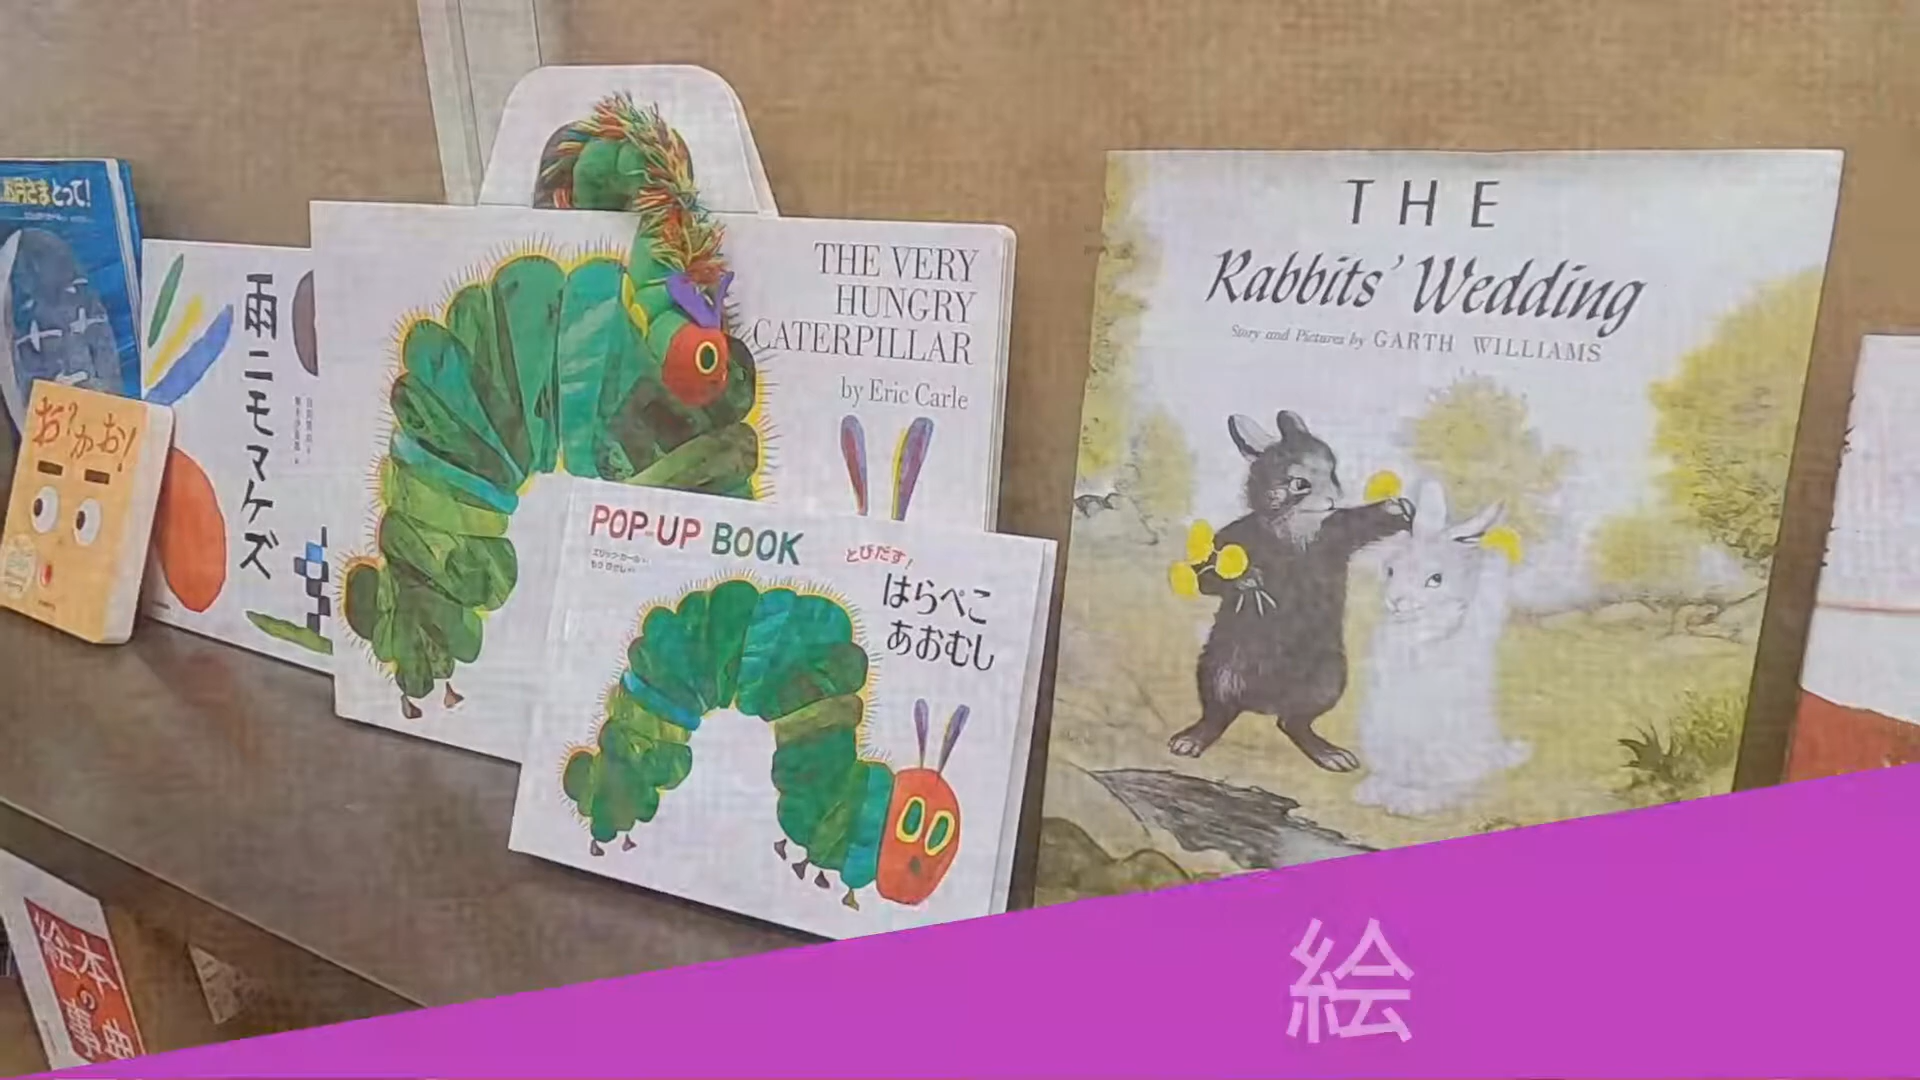 お月さまとって!
お?かお!
雨ニモマケズ
THE VERY
HUNGRY
CATERPILLAR
by Eric Carle
POP-UP BOOK
とびだす!
はらぺこ
あおむし
THE
Rabbits' Wedding
Story and Pictures by GARTH WILLIAMS
絵本の事典
絵